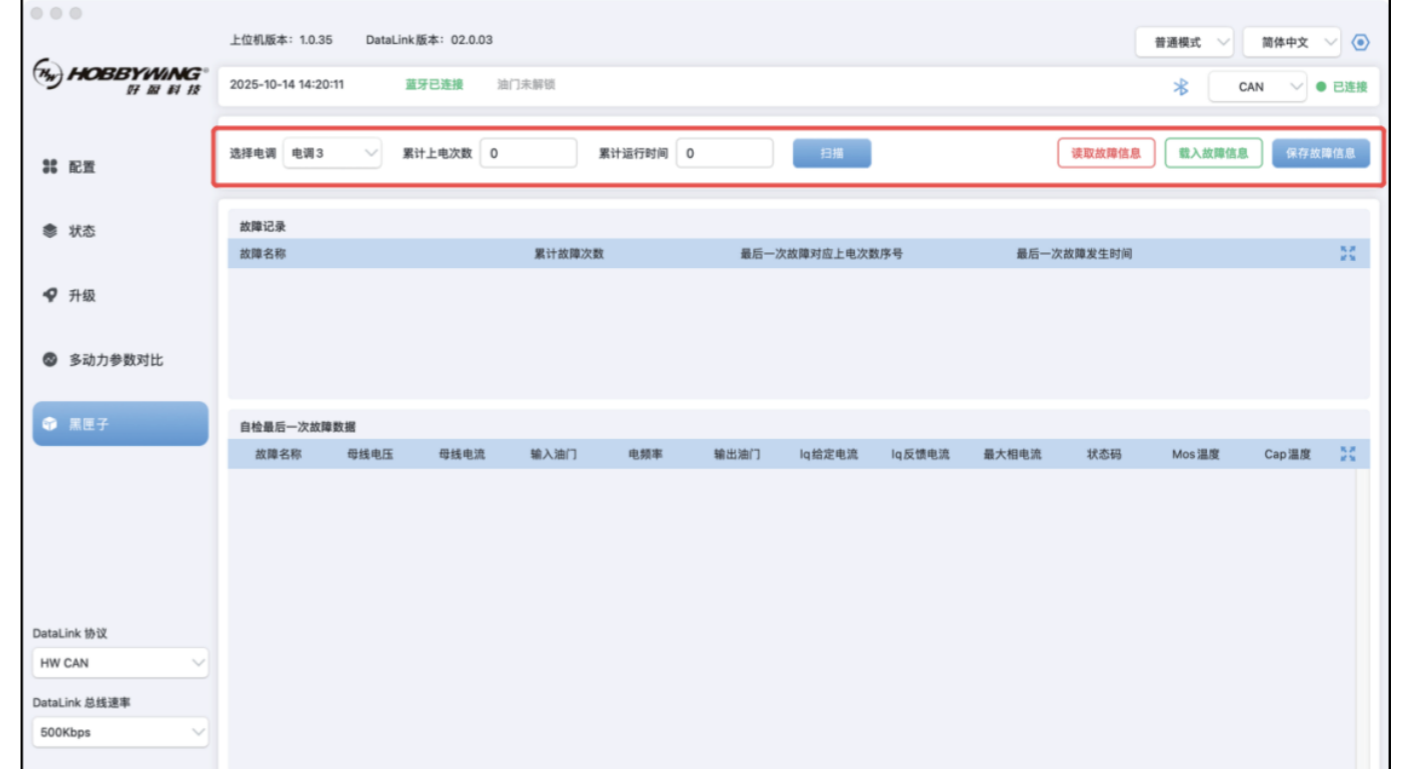 上位机版本：1.0.35 DataLink版本：02.0.03 普通模式 简体中文
HOBBYWING
好盈科技
2025-10-14 14:20:11 蓝牙已连接 油门未解锁 CAN 已连接
选择电调 电调3 累计上电次数 0 累计运行时间 0 扫描 读取故障信息 载入故障信息 保存故障信息
配置
状态
升级
多动力参数对比
黑匣子
故障记录
故障名称 累计故障次数 最后一次故障对应上电次数序号 最后一次故障发生时间
自检最后一次故障数据
故障名称 母线电压 母线电流 输入油门 电频率 输出油门 Iq给定电流 Iq反馈电流 最大相电流 状态码 Mos温度 Cap温度
DataLink 协议
HW CAN
DataLink 总线速率
500Kbps